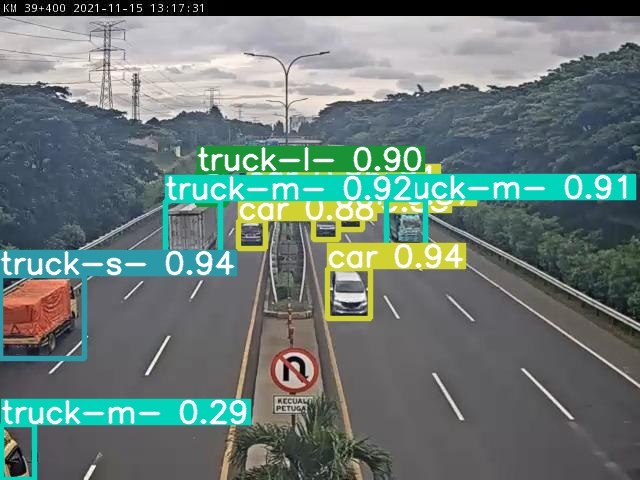 KM 39+400 2021-11-15 13:17:31
truck-l- 0.90
truck-m- 0.92
uck-m- 0.91
car 0.88
truck-s- 0.94
car 0.94
truck-m- 0.29
KECUALI
PETUGAS